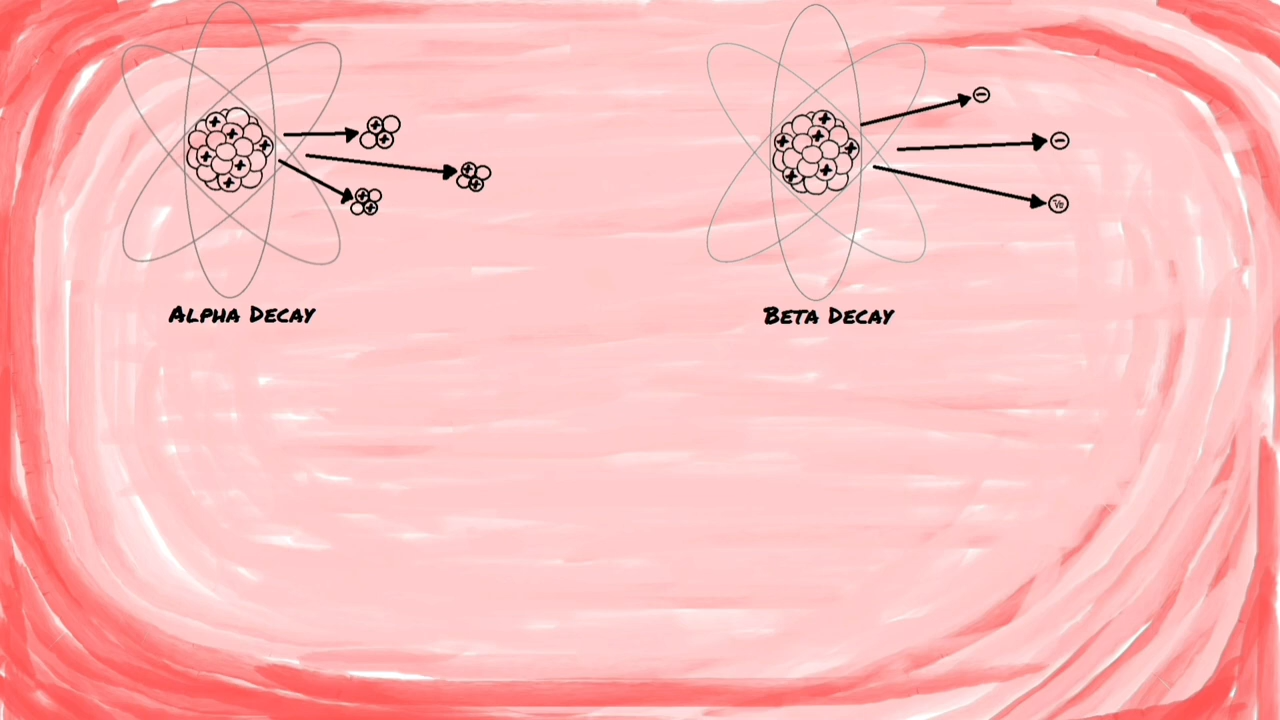 + + + + + + +
+ +
+ +
+ +
Alpha Decay
+ + + + + +
−
−
ν̅e
Beta Decay